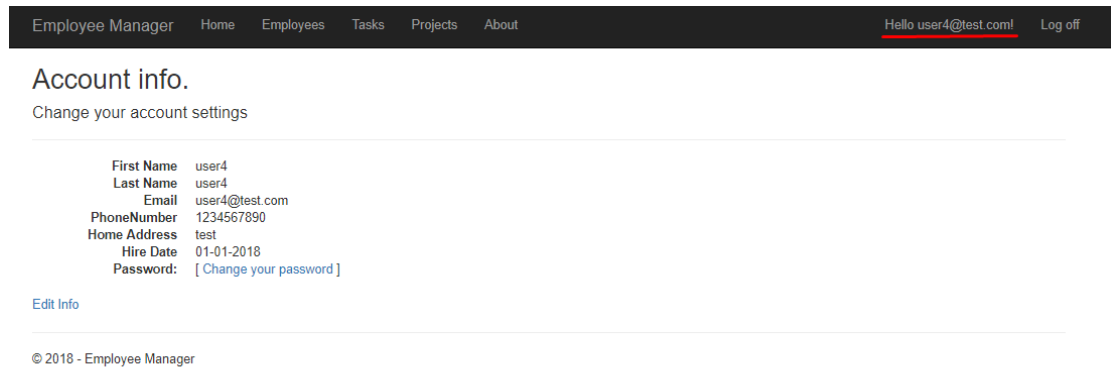 Employee Manager Home Employees Tasks Projects About Hello user4@test.com! Log off
Account info.
Change your account settings
First Name user4
Last Name user4
Email user4@test.com
PhoneNumber 1234567890
Home Address test
Hire Date 01-01-2018
Password: [ Change your password ]
Edit Info
© 2018 - Employee Manager